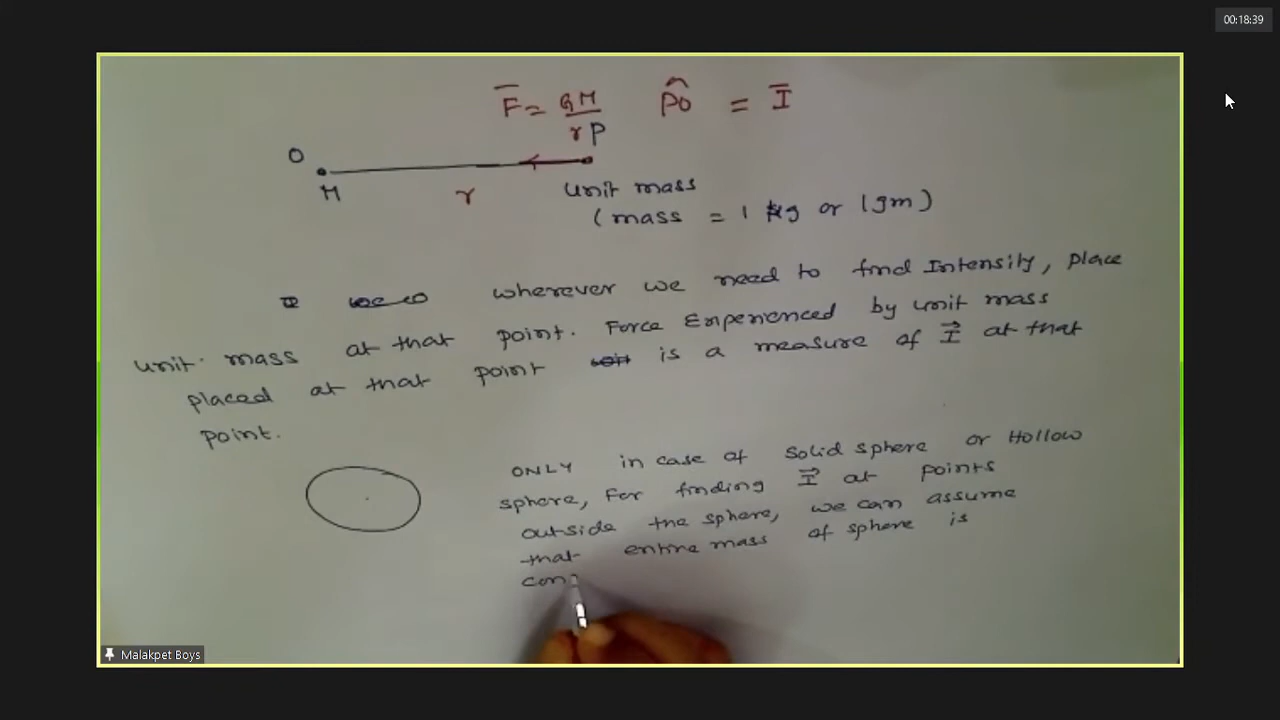 00:18:39
F = GM/r PO = I
O P
M r unit mass
(mass = 1 kg or 1gm)
wherever we need to find Intensity, place
unit mass at that point. Force Experienced by unit mass
placed at that point is a measure of I at that
point.
ONLY in case of Solid sphere or Hollow
sphere, For finding I at points
outside the sphere, we can assume
that entire mass of sphere is
con
Malakpet Boys